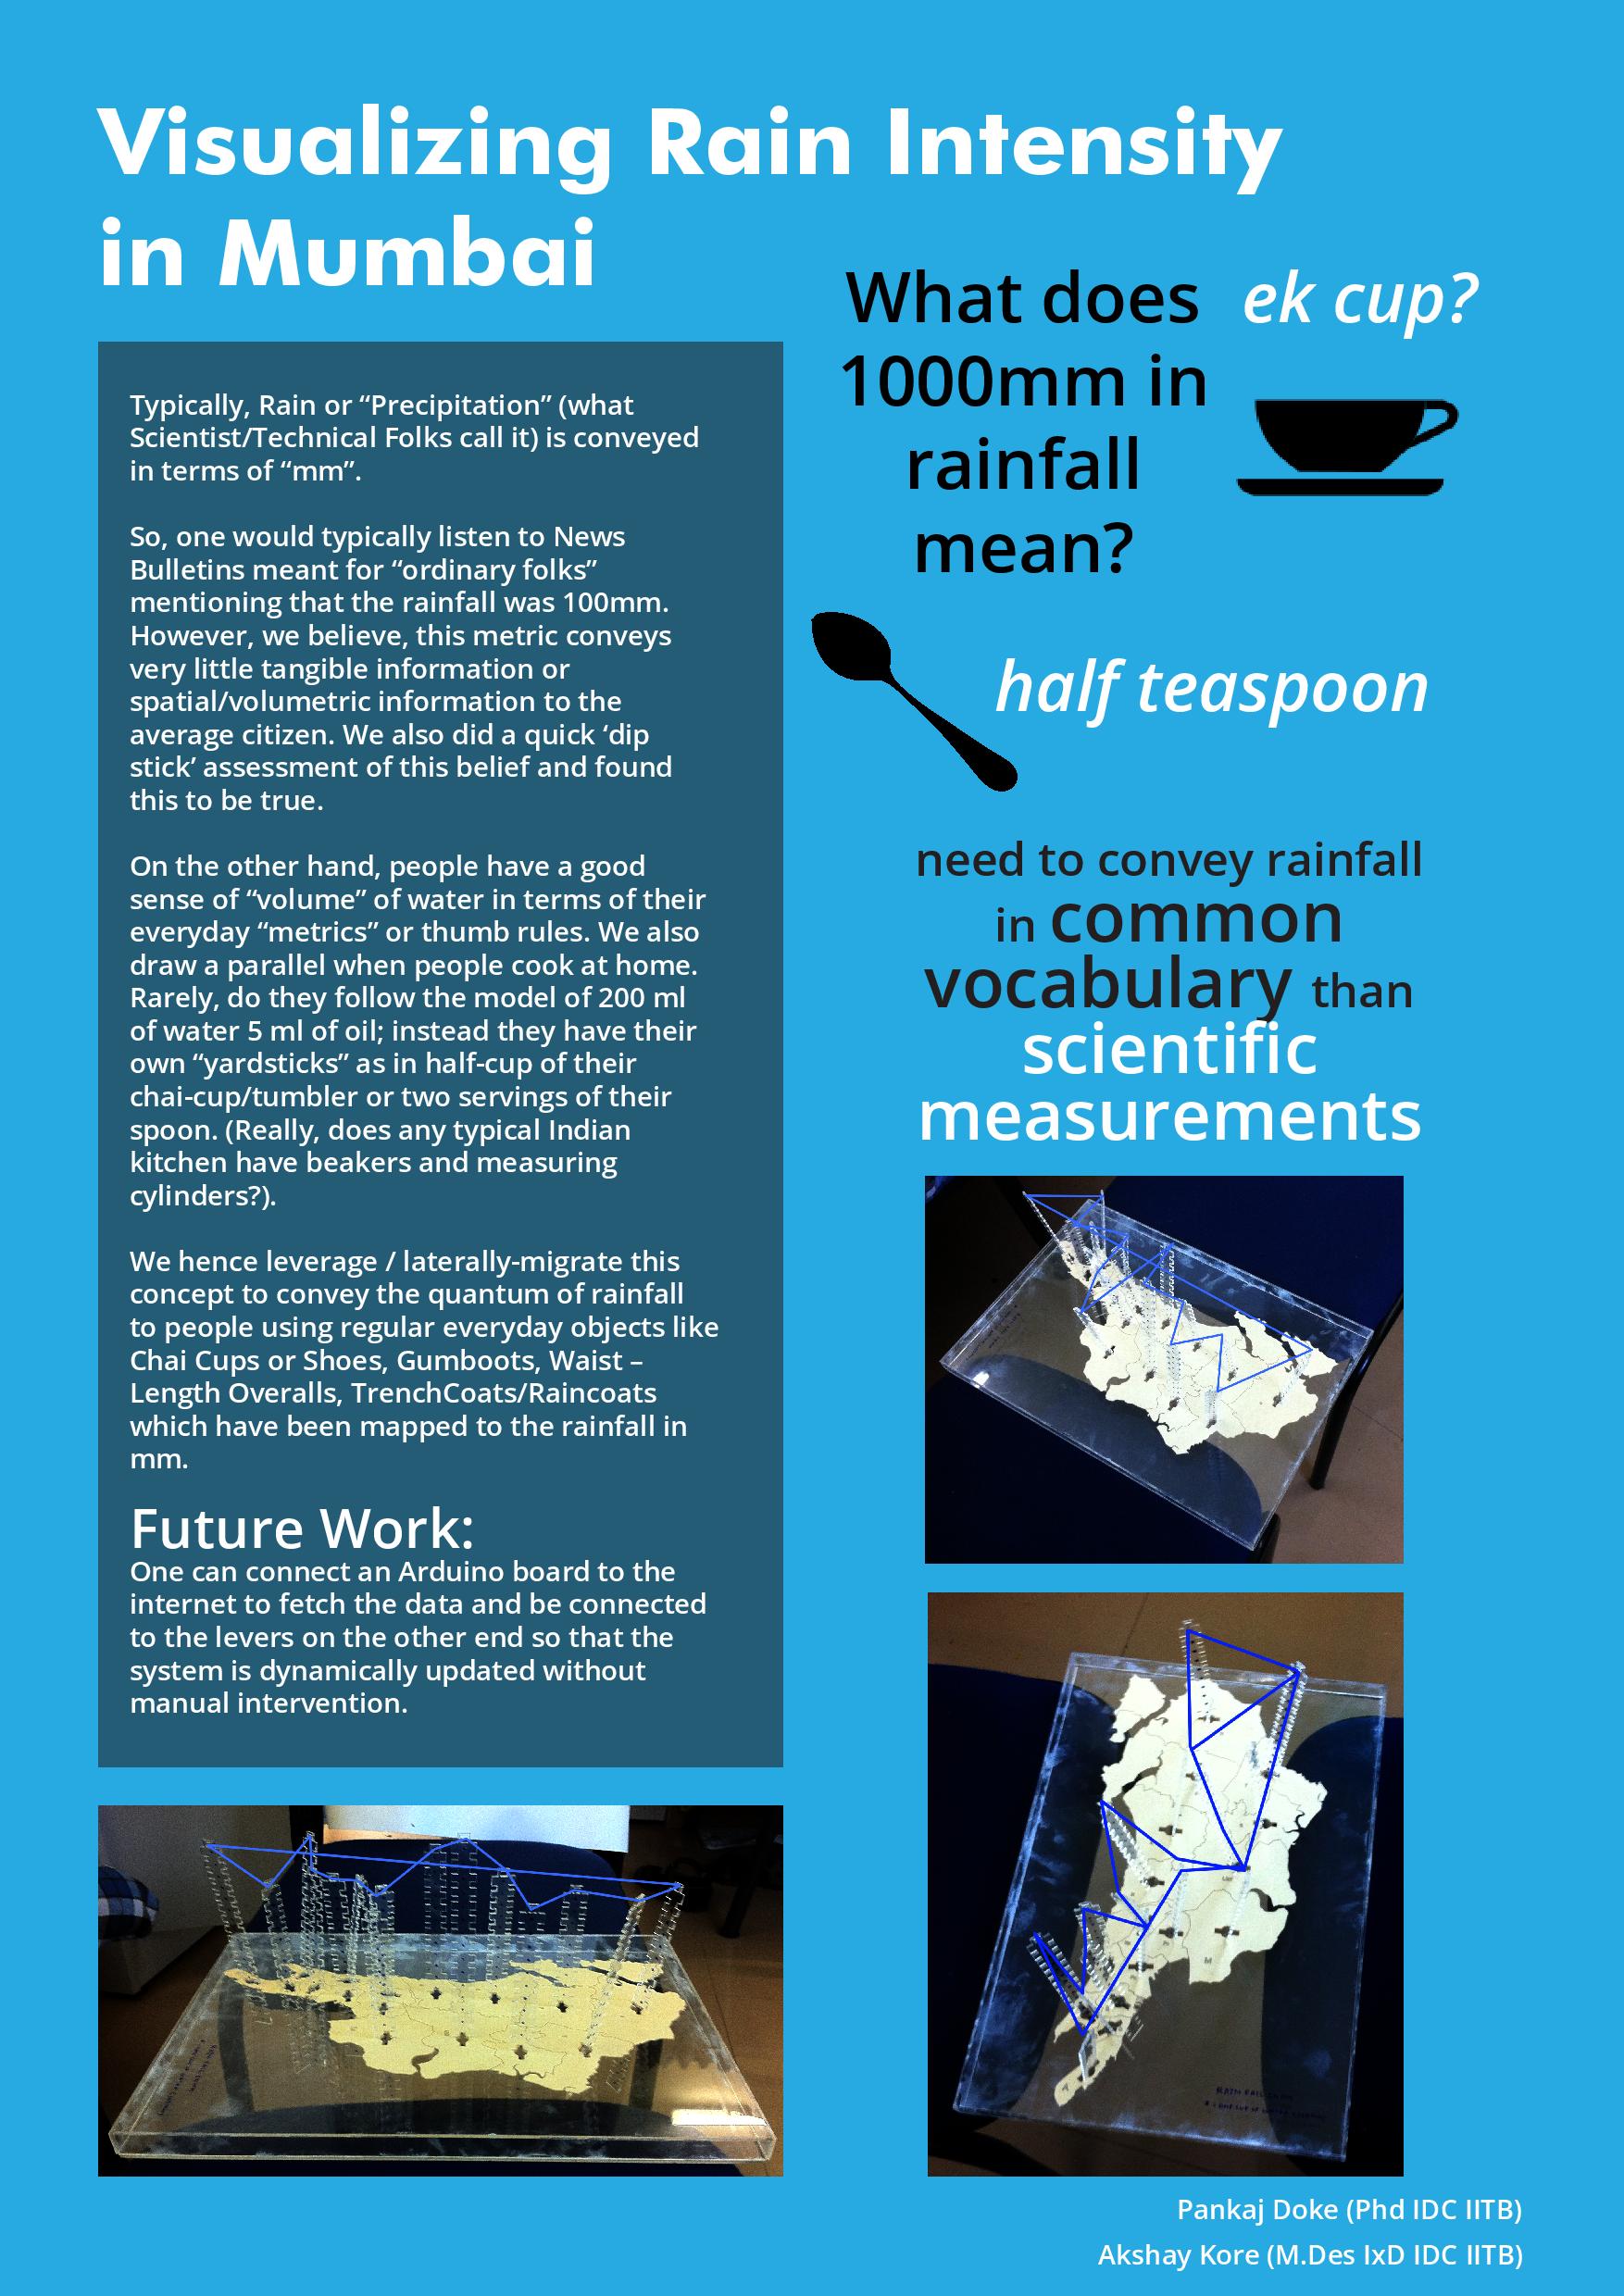 Visualizing Rain Intensity
in Mumbai
Typically, Rain or “Precipitation” (what
Scientist/Technical Folks call it) is conveyed
in terms of “mm”.
So, one would typically listen to News
Bulletins meant for “ordinary folks”
mentioning that the rainfall was 100mm.
However, we believe, this metric conveys
very little tangible information or
spatial/volumetric information to the
average citizen. We also did a quick ‘dip
stick’ assessment of this belief and found
this to be true.
On the other hand, people have a good
sense of “volume” of water in terms of their
everyday “metrics” or thumb rules. We also
draw a parallel when people cook at home.
Rarely, do they follow the model of 200 ml
of water 5 ml of oil; instead they have their
own “yardsticks” as in half-cup of their
chai-cup/tumbler or two servings of their
spoon. (Really, does any typical Indian
kitchen have beakers and measuring
cylinders?).
We hence leverage / laterally-migrate this
concept to convey the quantum of rainfall
to people using regular everyday objects like
Chai Cups or Shoes, Gumboots, Waist –
Length Overalls, TrenchCoats/Raincoats
which have been mapped to the rainfall in
mm.
Future Work:
One can connect an Arduino board to the
internet to fetch the data and be connected
to the levers on the other end so that the
system is dynamically updated without
manual intervention.
What does
1000mm in
rainfall
mean?
ek cup?
half teaspoon
need to convey rainfall
in common
vocabulary than
scientific
measurements
Pankaj Doke (Phd IDC IITB)
Akshay Kore (M.Des IxD IDC IITB)